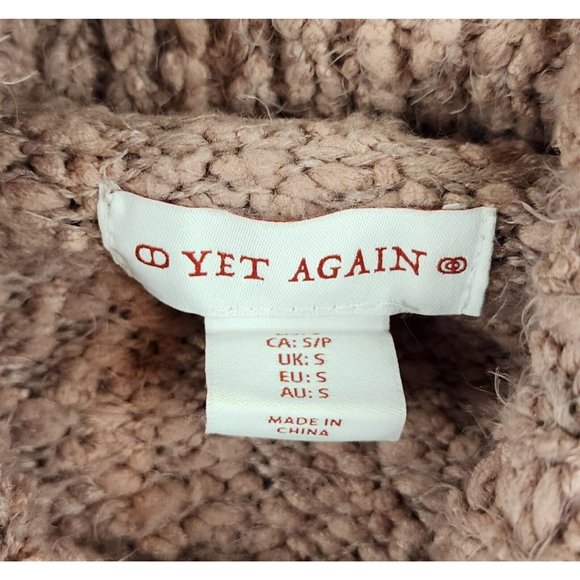 YET AGAIN
CA: S/P
UK: S
EU: S
AU: S
MADE IN
CHINA